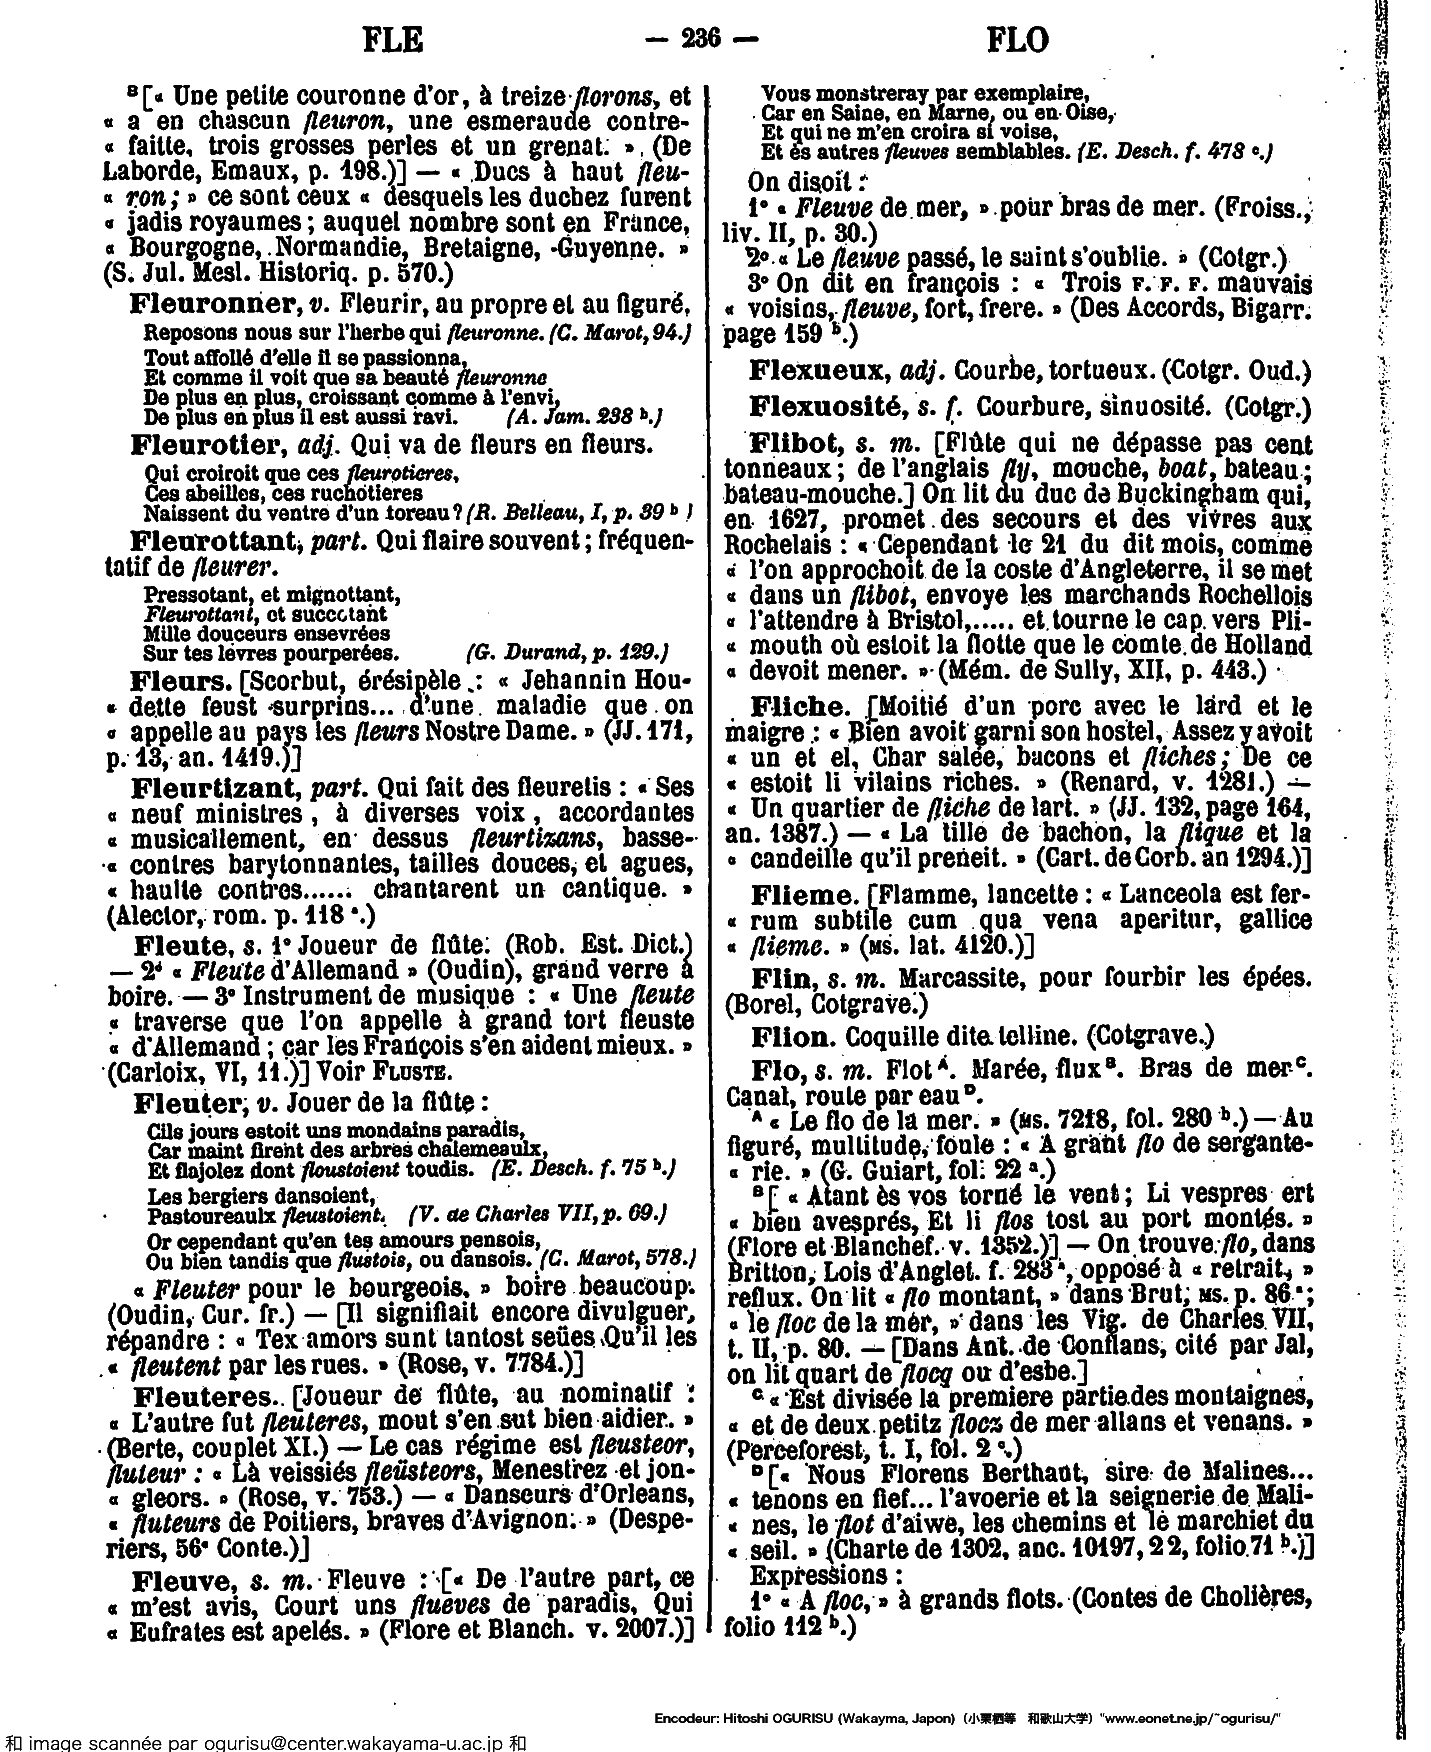 FLE — 236 — FLO
ᴮ[« Une petite couronne d'or, à treize florons, et
« a en chascun fleuron, une esmeraude contre-
« faitte, trois grosses perles et un grenat. » (De
Laborde, Emaux, p. 198.)] — « Ducs à haut fleu-
« ron ; » ce sont ceux « desquels les duchez furent
« jadis royaumes ; auquel nombre sont en France,
« Bourgogne, Normandie, Bretaigne, Guyenne. »
(S. Jul. Mesl. Historiq. p. 570.)
Fleuronner, v. Fleurir, au propre et au figuré,
Reposons nous sur l'herbe qui fleuronne. (C. Marot, 94.)
Tout affollé d'elle il se passionna,
Et comme il voit que sa beauté fleuronne
De plus en plus, croissant comme à l'envi,
De plus en plus il est aussi ravi. (A. Jam. 238 ᵇ.)
Fleurotier, adj. Qui va de fleurs en fleurs.
Qui croiroit que ces fleurotieres,
Ces abeilles, ces ruchotieres
Naissent du ventre d'un toreau ? (R. Belleau, I, p. 39 ᵇ )
Fleurottant, part. Qui flaire souvent ; fréquen-
tatif de fleurer.
Pressotant, et mignottant,
Fleurottant, et succotant
Mille douceurs ensevrées
Sur tes lèvres pourperées. (G. Durand, p. 129.)
Fleurs. [Scorbut, érésipèle : « Jehannin Hou-
« dette feust surprins... d'une maladie que on
« appelle au pays les fleurs Nostre Dame. » (JJ. 171,
p. 13, an. 1419.)]
Fleurtizant, part. Qui fait des fleuretis : « Ses
« neuf ministres, à diverses voix, accordantes
« musicallement, en dessus fleurtizans, basse-
« contres barytonnantes, tailles douces, et agues,
« haulte contres...... chantarent un cantique. »
(Alector, rom. p. 118 ᵃ.)
Fleute, s. 1° Joueur de flûte. (Rob. Est. Dict.)
— 2° « Fleute d'Allemand » (Oudin), grand verre à
boire. — 3° Instrument de musique : « Une fleute
« traverse que l'on appelle à grand tort fleuste
« d'Allemand ; car les François s'en aident mieux. »
(Carloix, VI, 11.)] Voir FLUSTE.
Fleuter, v. Jouer de la flûte :
Cils jours estoit uns mondains paradis,
Car maint firent des arbres chalemeaulx,
Et flajolez dont floustoient toudis. (E. Desch. f. 75 ᵇ.)
Les bergiers dansoient,
Pastoureaulx fleustoient. (V. de Charles VII, p. 69.)
Or cependant qu'en tes amours pensois,
Ou bien tandis que flustois, ou dansois. (C. Marot, 578.)
« Fleuter pour le bourgeois, » boire beaucoup.
(Oudin, Cur. fr.) — [Il signifiait encore divulguer,
répandre : « Tex amors sunt tantost seües Qu'il les
« fleutent par les rues. » (Rose, v. 7784.)]
Fleuteres. [Joueur de flûte, au nominatif :
« L'autre fut fleuteres, mout s'en sut bien aidier. »
(Berte, couplet XI.) — Le cas régime est fleusteor,
fluteur : « Là veissiés fleüsteors, Menestrez et jon-
« gleors. » (Rose, v. 753.) — « Danseurs d'Orleans,
« fluteurs de Poitiers, braves d'Avignon. » (Despe-
riers, 56ᵉ Conte.)]
Fleuve, s. m. Fleuve : [« De l'autre part, ce
« m'est avis, Court uns flueves de paradis, Qui
« Eufrates est apelés. » (Flore et Blanch. v. 2007.)]
Vous monstreray par exemplaire,
Car en Saine, en Marne, ou en Oise,
Et qui ne m'en croira si voise,
Et ès autres fleuves semblables. (E. Desch. f. 478 ᶜ.)
On disoit :
1° « Fleuve de mer, » pour bras de mer. (Froiss.,
liv. II, p. 30.)
2° « Le fleuve passé, le saint s'oublie. » (Cotgr.)
3° On dit en françois : « Trois F. F. F. mauvais
« voisins, fleuve, fort, frere. » (Des Accords, Bigarr.
page 159 ᵇ.)
Flexueux, adj. Courbe, tortueux. (Cotgr. Oud.)
Flexuosité, s. f. Courbure, sinuosité. (Cotgr.)
Flibot, s. m. [Flûte qui ne dépasse pas cent
tonneaux ; de l'anglais fly, mouche, boat, bateau ;
bateau-mouche.] On lit du duc de Buckingham qui,
en 1627, promet des secours et des vivres aux
Rochelais : « Cependant le 21 du dit mois, comme
« l'on approchoit de la coste d'Angleterre, il se met
« dans un flibot, envoye les marchands Rochellois
« l'attendre à Bristol,..... et tourne le cap vers Pli-
« mouth où estoit la flotte que le comte de Holland
« devoit mener. » (Mém. de Sully, XII, p. 443.)
Fliche. [Moitié d'un porc avec le lard et le
maigre : « Bien avoit garni son hostel, Assez y avoit
« un et el, Char salée, bacons et fliches ; De ce
« estoit li vilains riches. » (Renard, v. 1281.) —
« Un quartier de fliche de lart. » (JJ. 132, page 164,
an. 1387.) — « La tille de bachon, la flique et la
« candeille qu'il preneit. » (Cart. de Corb. an 1294.)]
Flieme. [Flamme, lancette : « Lanceola est fer-
« rum subtile cum qua vena aperitur, gallice
« flieme. » (MS. lat. 4120.)]
Flin, s. m. Marcassite, pour fourbir les épées.
(Borel, Cotgrave.)
Flion. Coquille dite telline. (Cotgrave.)
Flo, s. m. Flot ᴬ. Marée, flux ᴮ. Bras de mer ᶜ.
Canal, route par eau ᴰ.
ᴬ « Le flo de la mer. » (MS. 7218, fol. 280 ᵇ.) — Au
figuré, multitude, foule : « A grant flo de sergante-
« rie. » (G. Guiart, fol. 22 ᵃ.)
ᴮ[ « Atant ès vos torné le vent ; Li vespres ert
« bien avesprés, Et li flos tost au port montés. »
(Flore et Blanchef. v. 1352.)] — On trouve flo, dans
Britton, Lois d'Anglet. f. 283 ᵃ, opposé à « retrait, »
reflux. On lit « flo montant, » dans Brut, MS. p. 86 ᵃ ;
« le floc de la mer, » dans les Vig. de Charles VII,
t. II, p. 80. — [Dans Ant. de Conflans, cité par Jal,
on lit quart de flocq ou d'esbe.]
ᶜ « Est divisée la premiere partie des montaignes,
« et de deux petitz flocz de mer allans et venans. »
(Perceforest, t. I, fol. 2 ᶜ.)
ᴰ[« Nous Florens Berthaut, sire de Malines...
« tenons en fief... l'avoerie et la seignerie de Mali-
« nes, le flot d'aiwe, les chemins et le marchiet du
« seil. » (Charte de 1302, anc. 10197, 2 2, folio 71 ᵇ.)]
Expressions :
1° « A floc, » à grands flots. (Contes de Cholières,
folio 112 ᵇ.)
Encodeur: Hitoshi OGURISU (Wakayma, Japon)（小栗栖等　和歌山大学）"www.eonet.ne.jp/~ogurisu/"
和 image scannée par ogurisu@center.wakayama-u.ac.jp 和